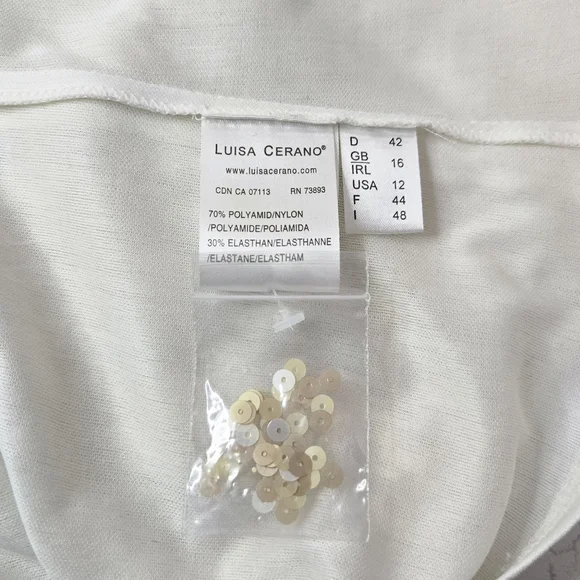 LUISA CERANO®
www.luisacerano.com
CDN CA 07113 RN 73893
70% POLYAMID/NYLON
/POLYAMIDE/POLIAMIDA
30% ELASTHAN/ELASTHANNE
/ELASTANE/ELASTHAM
D 42
GB
IRL 16
USA 12
F 44
I 48